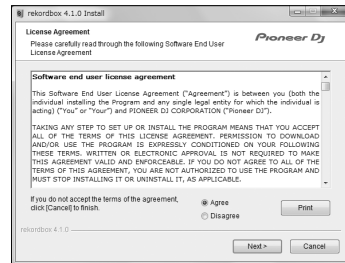 rekordbox 4.1.0 Install
License Agreement
Please carefully read through the following Software End User
License Agreement
Pioneer Dj
Software end user license agreement
This Software End User License Agreement ("Agreement") is between you (both the
individual installing the Program and any single legal entity for which the individual is
acting) ("You" or "Your") and PIONEER DJ CORPORATION ("Pioneer DJ").
TAKING ANY STEP TO SET UP OR INSTALL THE PROGRAM MEANS THAT YOU ACCEPT
ALL OF THE TERMS OF THIS LICENSE AGREEMENT. PERMISSION TO DOWNLOAD
AND/OR USE THE PROGRAM IS EXPRESSLY CONDITIONED ON YOUR FOLLOWING
THESE TERMS. WRITTEN OR ELECTRONIC APPROVAL IS NOT REQUIRED TO MAKE
THIS AGREEMENT VALID AND ENFORCEABLE. IF YOU DO NOT AGREE TO ALL OF THE
TERMS OF THIS AGREEMENT, YOU ARE NOT AUTHORIZED TO USE THE PROGRAM AND
MUST STOP INSTALLING IT OR UNINSTALL IT, AS APPLICABLE.
If you do not accept the terms of the agreement,
click [Cancel] to finish.
Agree
Disagree
Print
rekordbox 4.1.0
Next >
Cancel